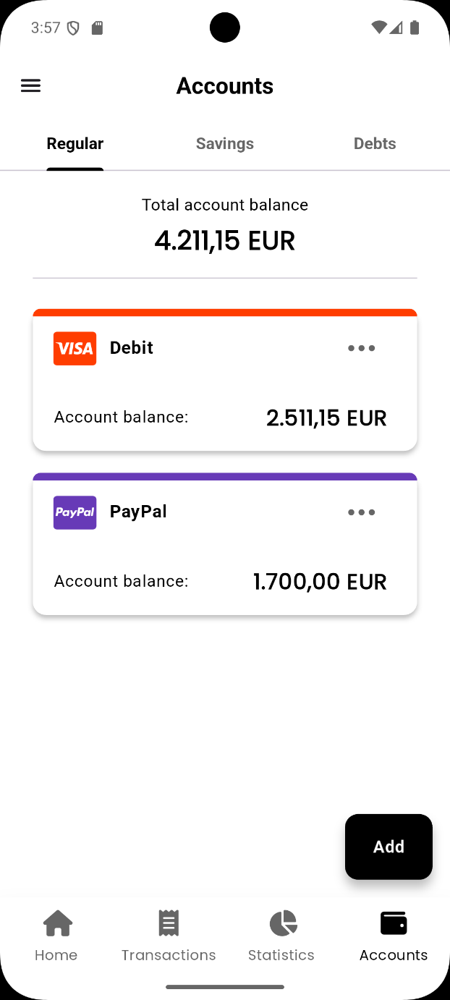 3:57
Accounts
Regular Savings Debts
Total account balance
4.211,15 EUR
VISA Debit
Account balance: 2.511,15 EUR
PayPal PayPal
Account balance: 1.700,00 EUR
Add
Home Transactions Statistics Accounts